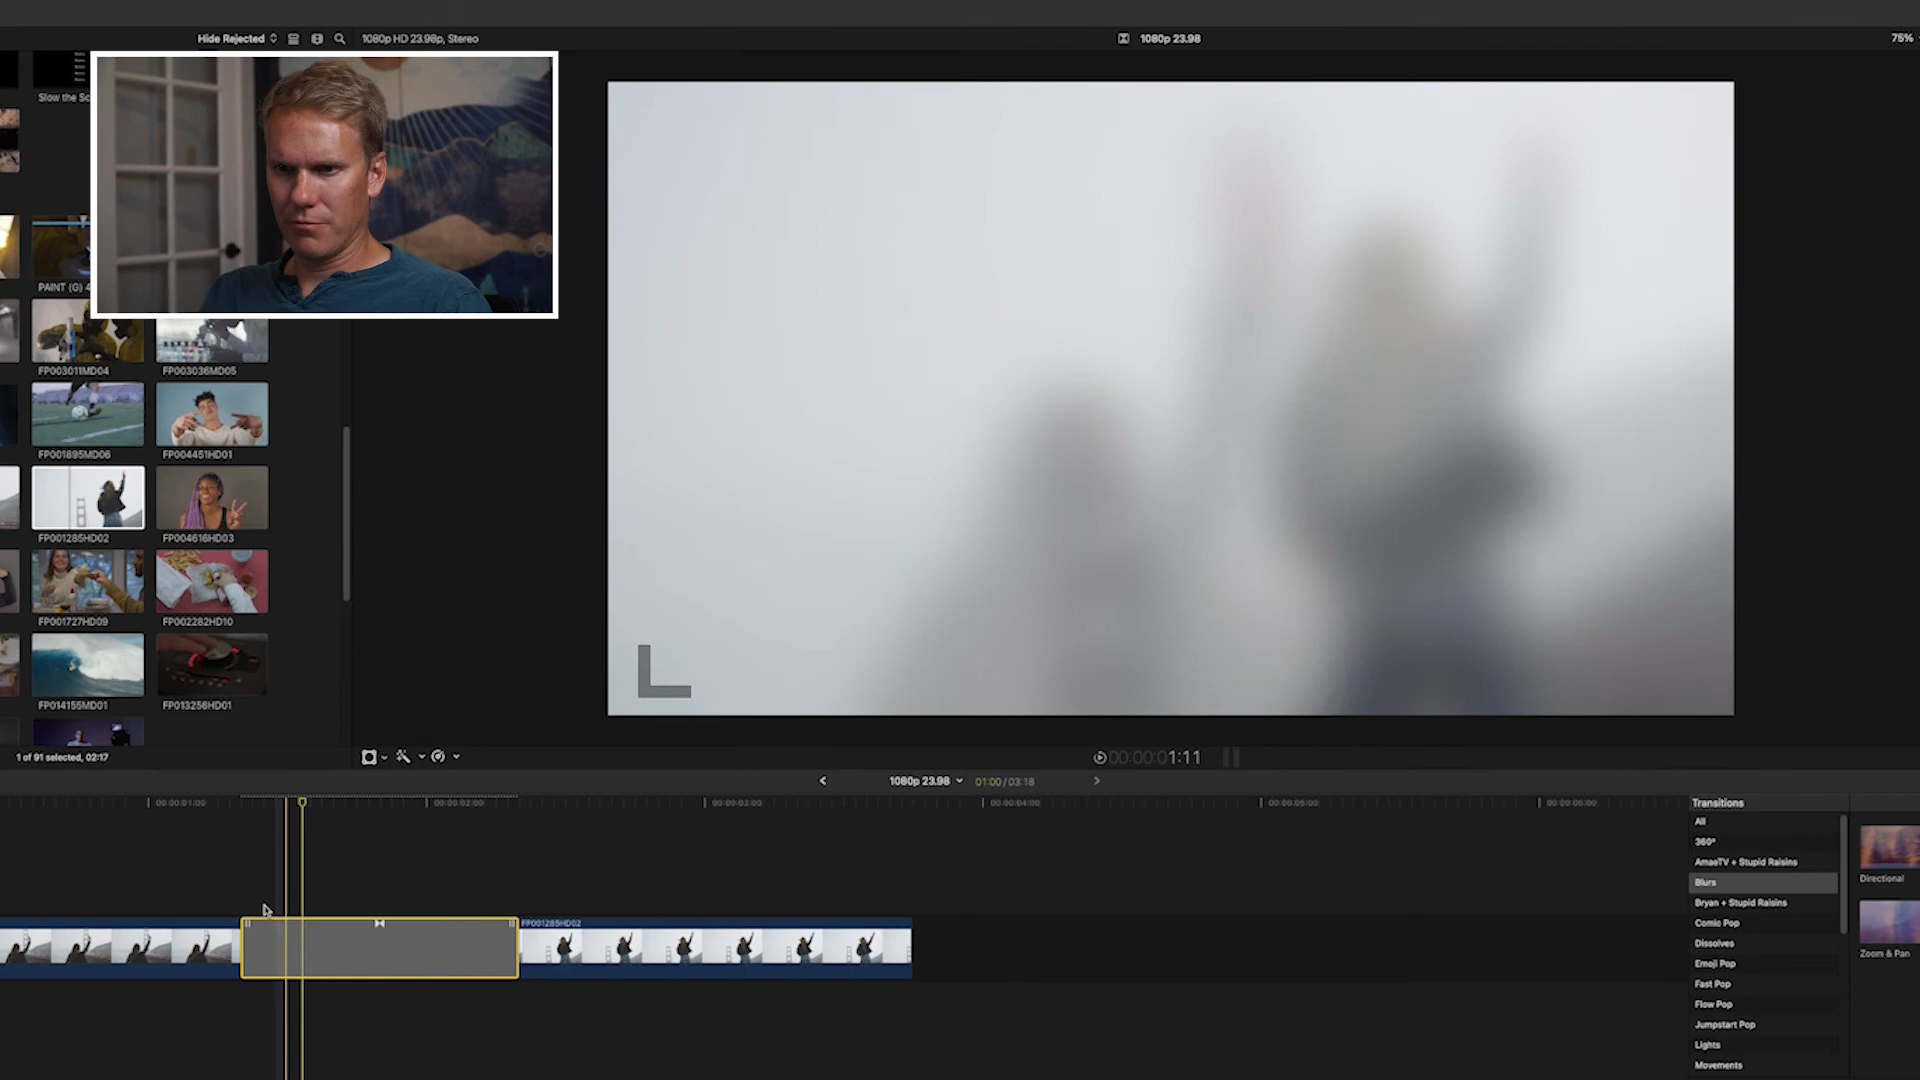 Hide Rejected
1080p HD 23.98p, Stereo
1080p 23.98
75%
Slow the Sc
PAINT (G) 4
FP003011MD04
FP003036MD05
FP001895MD06
FP004451HD01
FP001285HD02
FP004616HD03
FP001727HD09
FP002282HD10
FP014155MD01
FP013256HD01
1 of 91 selected, 02:17
00:00:01:11
1080p 23.98
01:00 / 03:18
00:00:01:00
00:00:02:00
00:00:03:00
00:00:04:00
00:00:05:00
00:00:06:00
FP001285HD02
Transitions
All
360°
AmaeTV + Stupid Raisins
Blurs
Bryan + Stupid Raisins
Comic Pop
Dissolves
Emoji Pop
Fast Pop
Flow Pop
Jumpstart Pop
Lights
Movements
Directional
Zoom & Pan